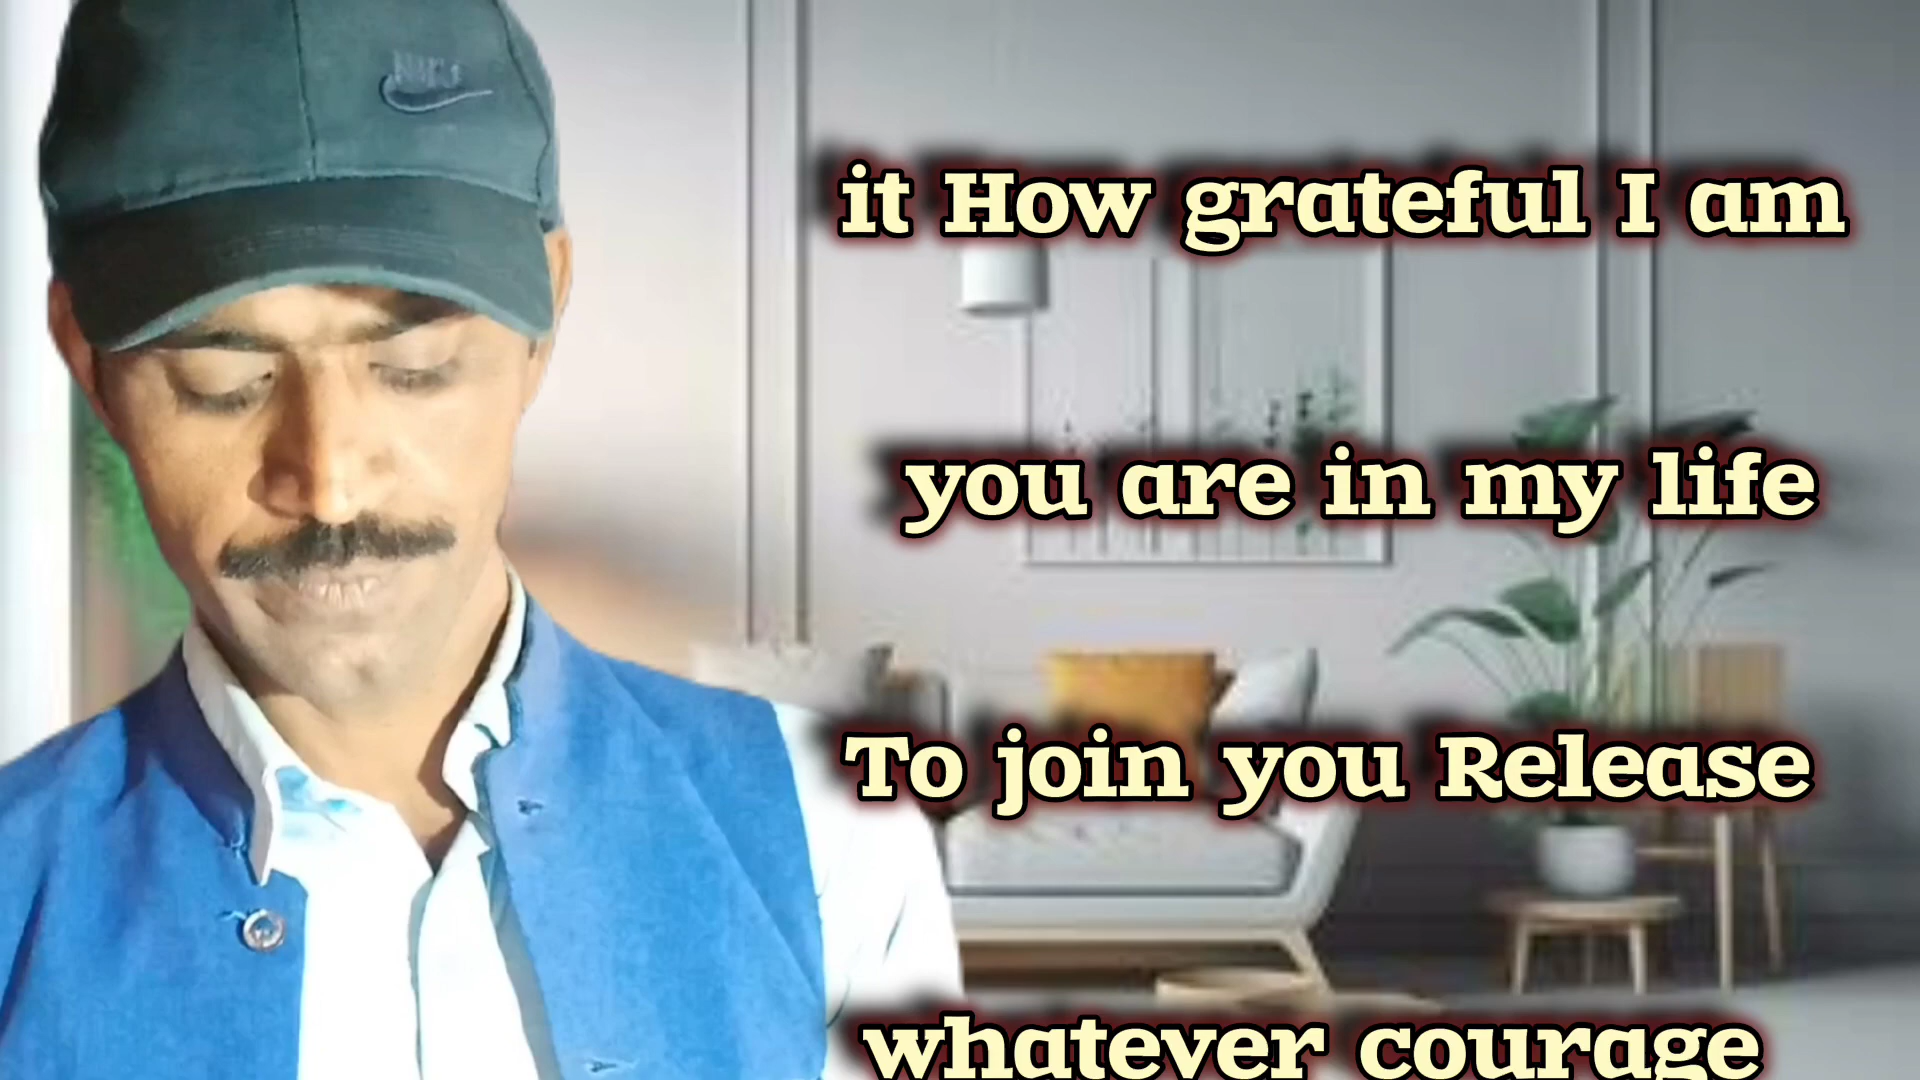 it How grateful I am
you are in my life
To join you Release
whatever courage